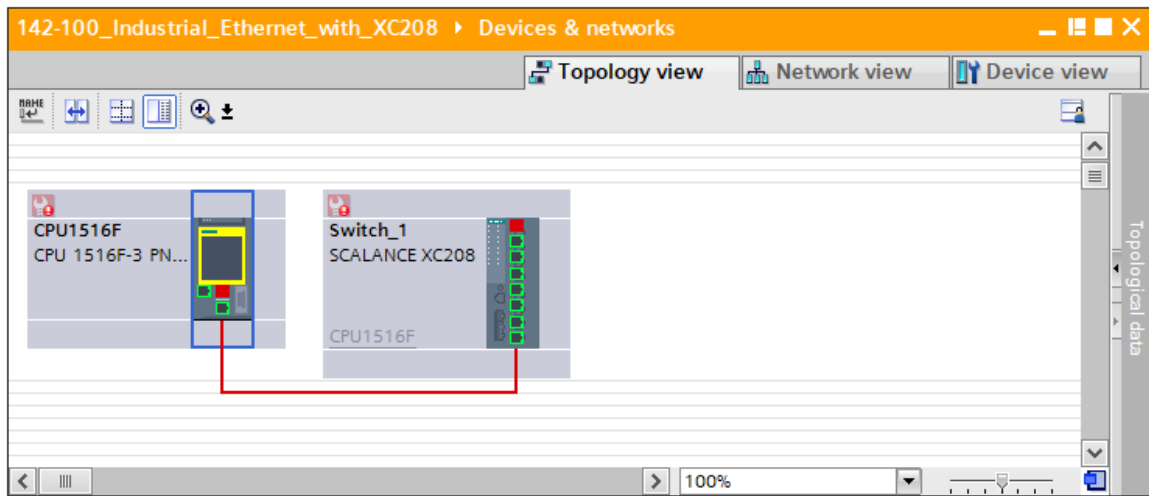 142-100_Industrial_Ethernet_with_XC208 ▸ Devices & networks
Topology view
Network view
Device view
NAME
CPU1516F
CPU 1516F-3 PN...
Switch_1
SCALANCE XC208
CPU1516F
Topological data
100%